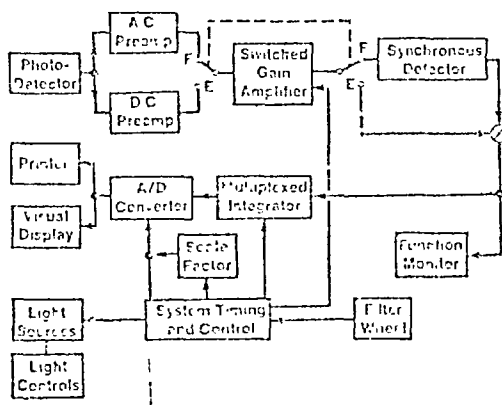 A C
Preamp
Photo-
Detector
D C
Preamp
F
E
Switched
Gain
Amplifier
F
E
Synchronous
Detector
Printer
Visual
Display
A/D
Converter
Multiplexed
Integrator
Scale
Factor
Function
Monitor
Light
Sources
System Timing
and Control
Filter
Wheel
Light
Controls